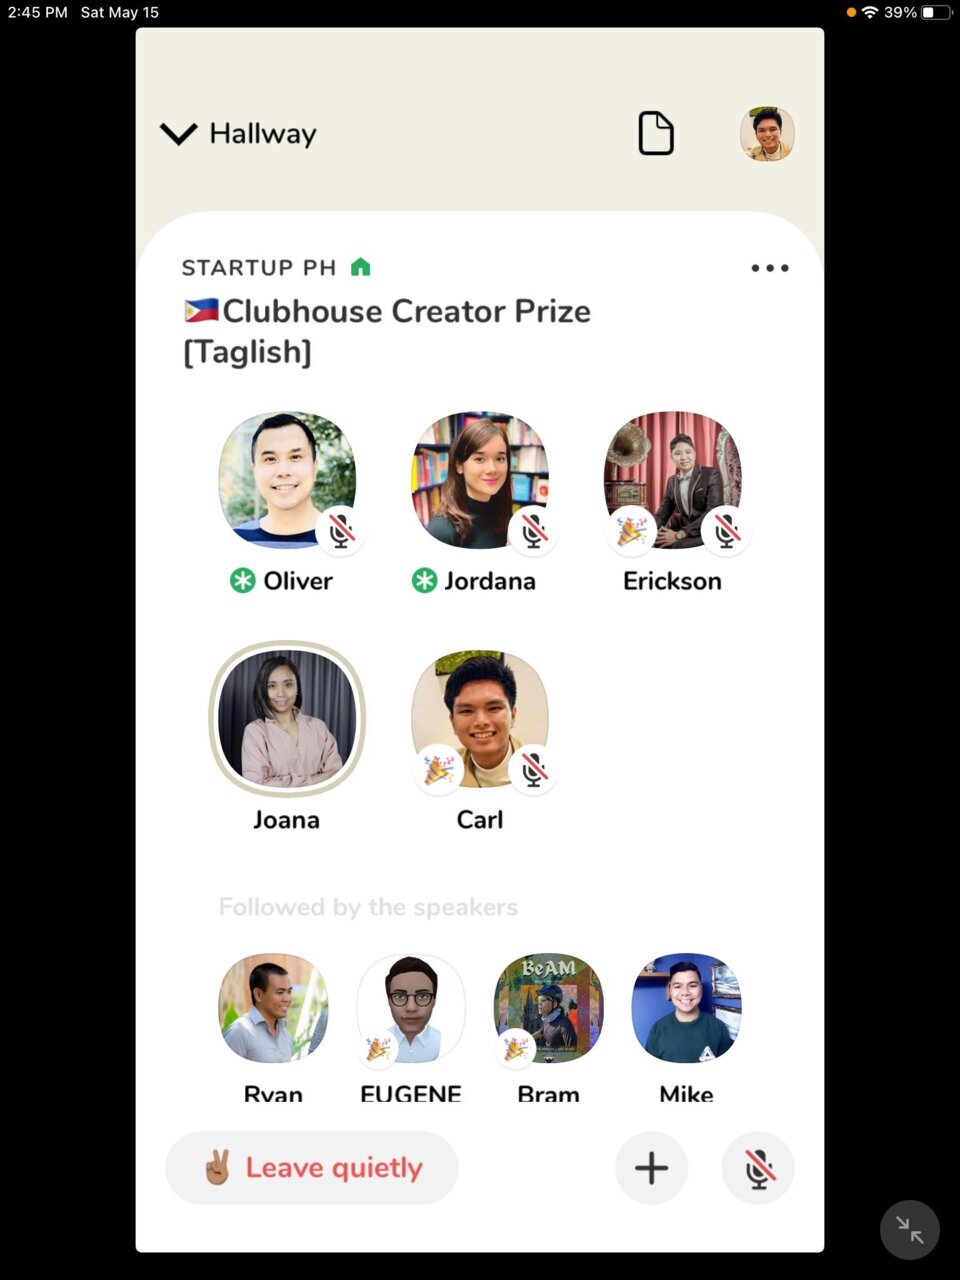 2:45 PM Sat May 15
39%
Hallway
STARTUP PH
🇵🇭Clubhouse Creator Prize
[Taglish]
Oliver Jordana Erickson
Joana Carl
Followed by the speakers
BeAM
Ryan EUGENE Bram Mike
✌🏽 Leave quietly